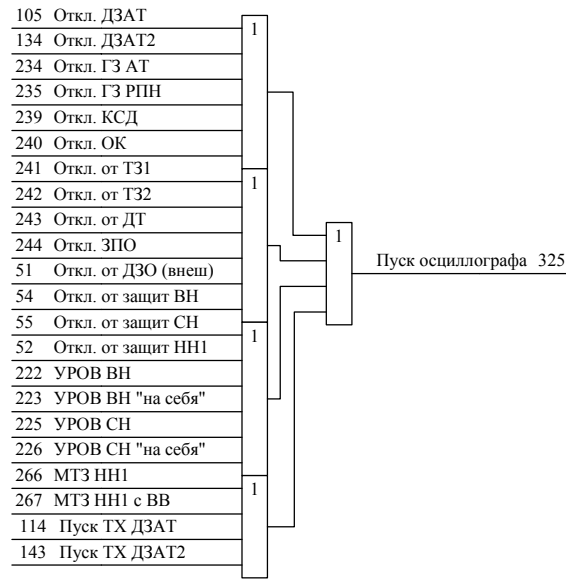 105 Откл. ДЗАТ
1
134 Откл. ДЗАТ2
234 Откл. ГЗ АТ
235 Откл. ГЗ РПН
239 Откл. КСД
240 Откл. ОК
241 Откл. от ТЗ1
1
242 Откл. от ТЗ2
243 Откл. от ДТ
1
244 Откл. ЗПО
Пуск осциллографа 325
51 Откл. от ДЗО (внеш)
54 Откл. от защит ВН
55 Откл. от защит СН
1
52 Откл. от защит НН1
222 УРОВ ВН
223 УРОВ ВН "на себя"
225 УРОВ СН
226 УРОВ СН "на себя"
266 МТЗ НН1
1
267 МТЗ НН1 с ВВ
114 Пуск ТХ ДЗАТ
143 Пуск ТХ ДЗАТ2